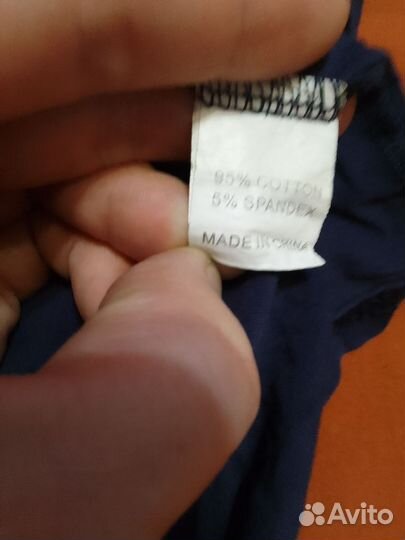 95% COTTON
5% SPANDEX
MADE IN CHINA
Avito